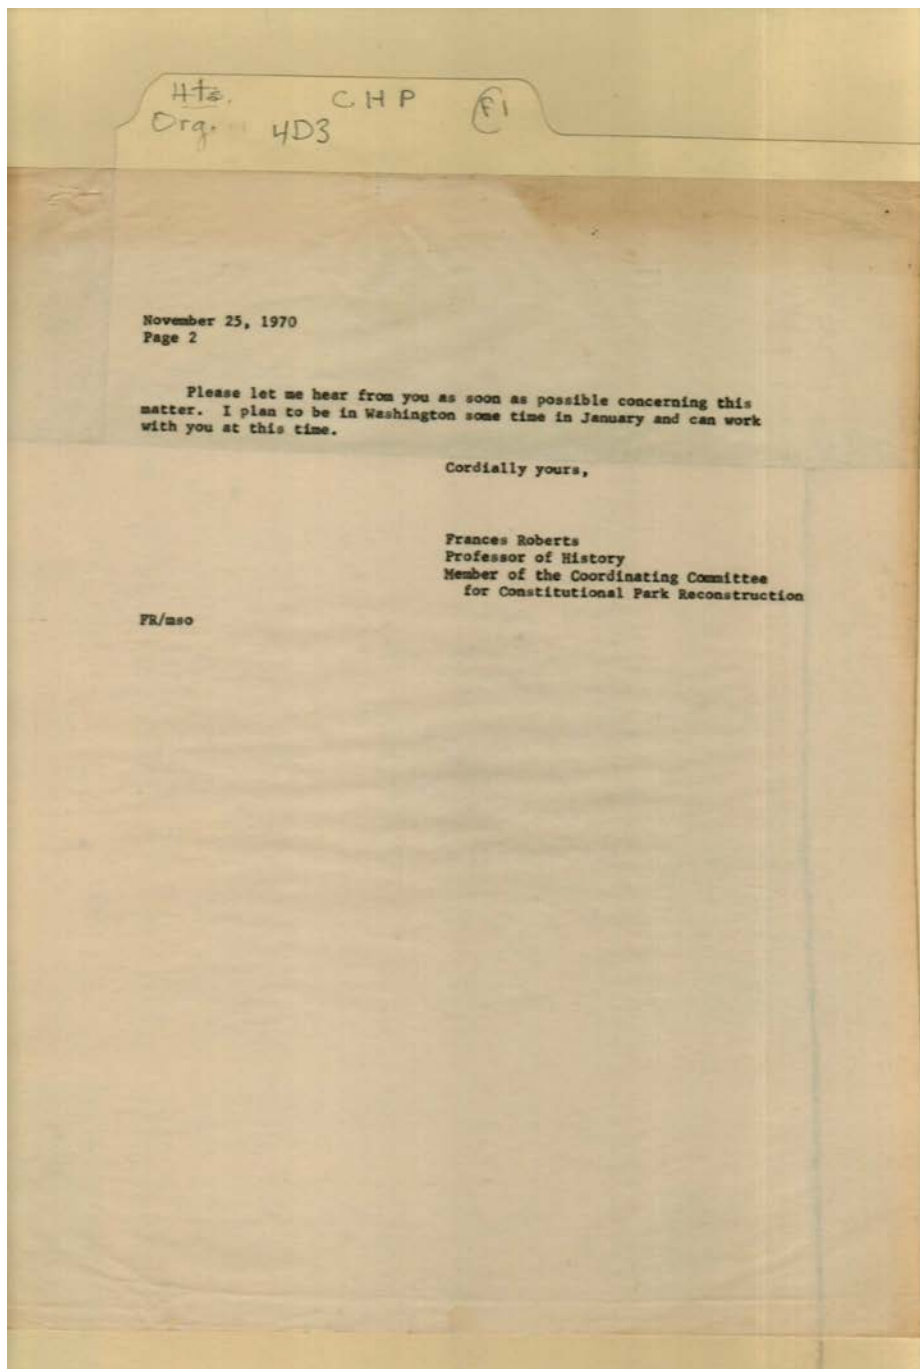 Hts. CHP F1
Org. 4D3
November 25, 1970
Page 2
Please let me hear from you as soon as possible concerning this
matter. I plan to be in Washington some time in January and can work
with you at this time.
Cordially yours,
Frances Roberts
Professor of History
Member of the Coordinating Committee
for Constitutional Park Reconstruction
FR/mso